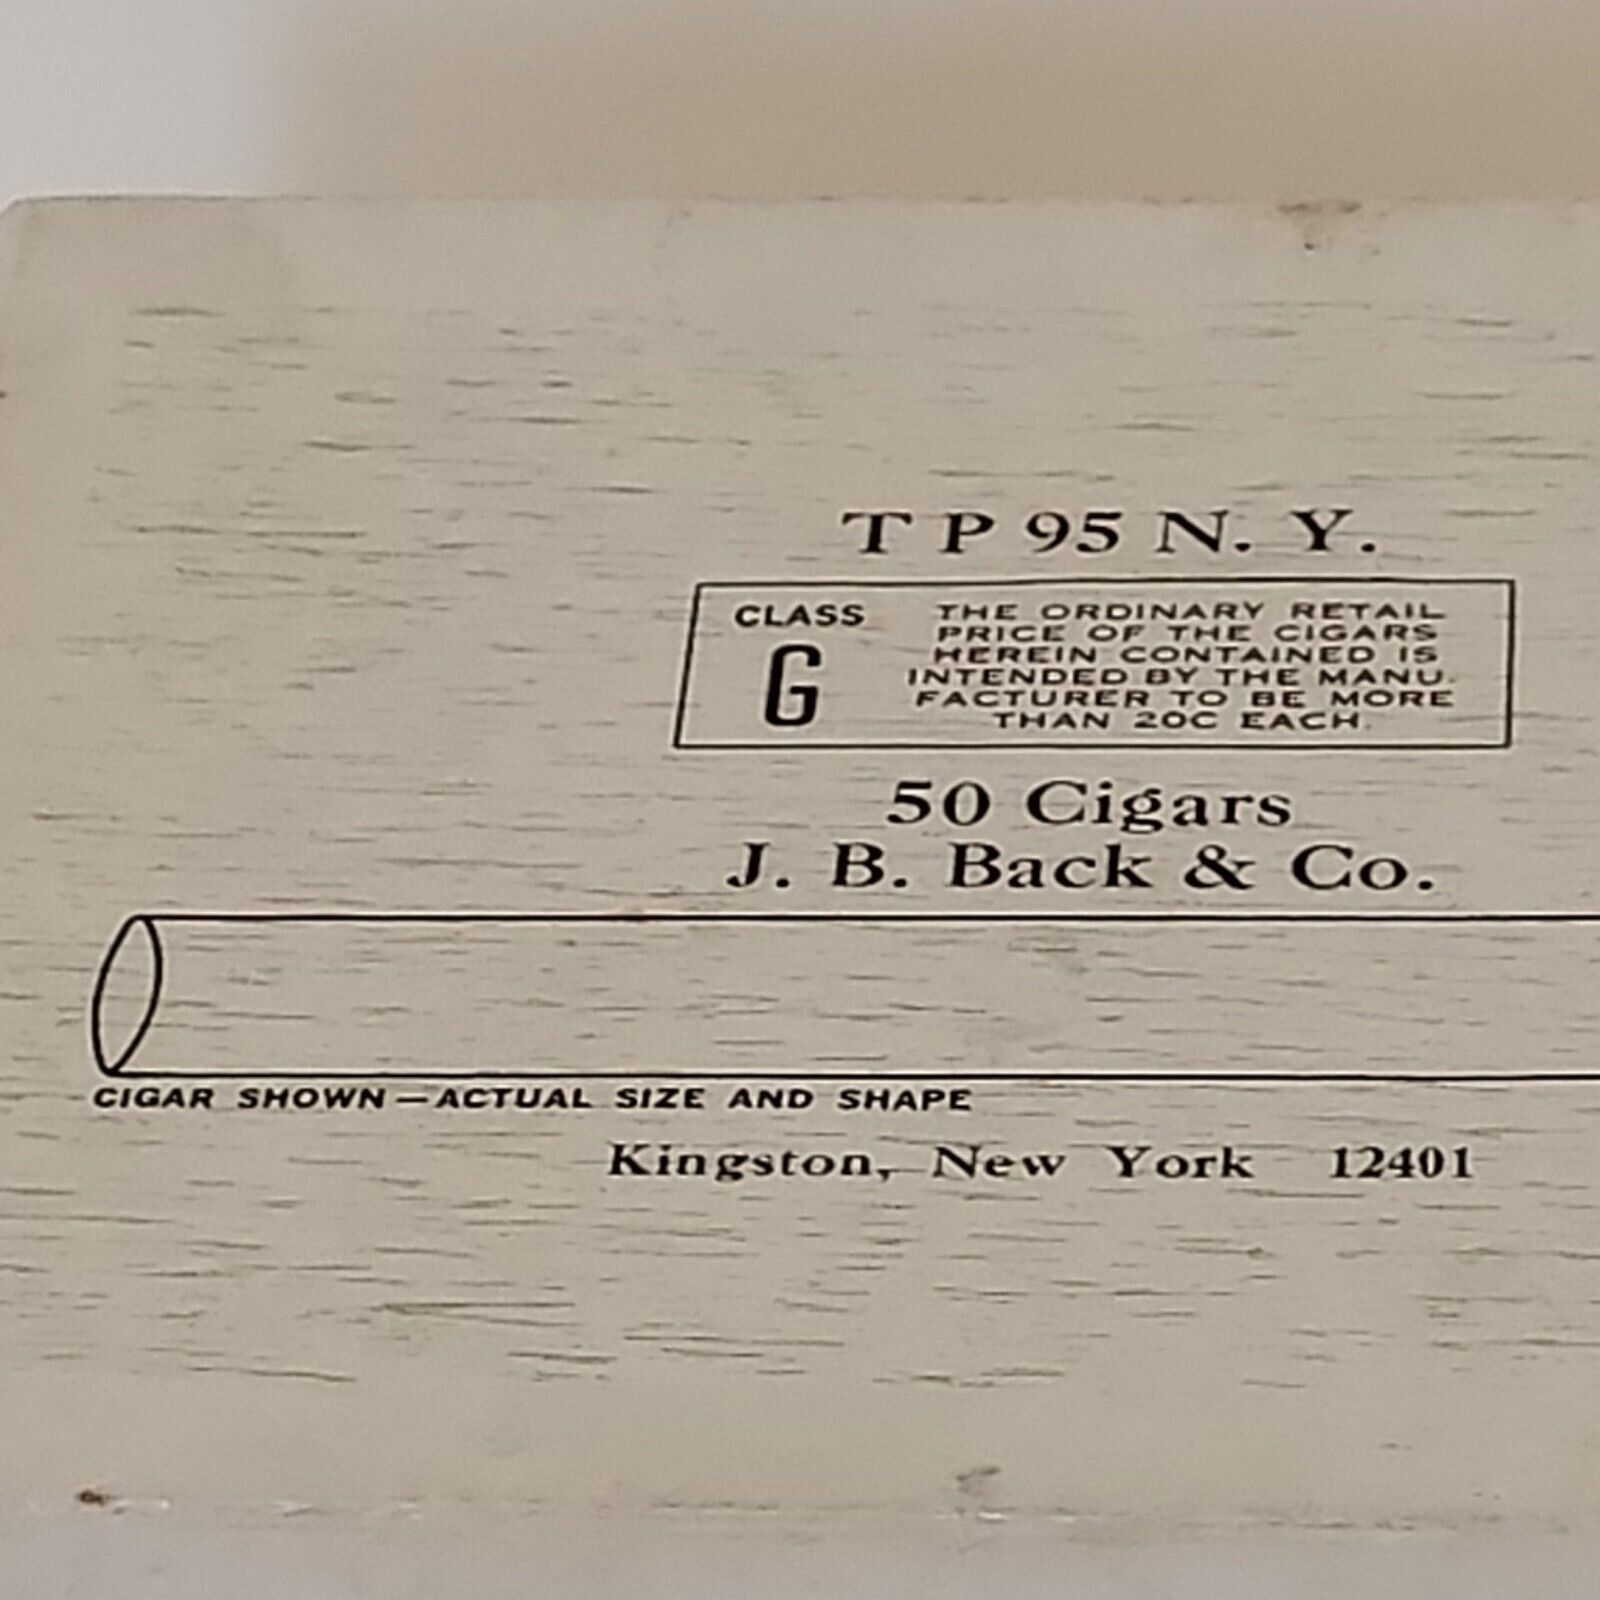 T P 95 N. Y.
CLASS
G
THE ORDINARY RETAIL
PRICE OF THE CIGARS
HEREIN CONTAINED IS
INTENDED BY THE MANU-
FACTURER TO BE MORE
THAN 20C EACH.
50 Cigars
J. B. Back & Co.
CIGAR SHOWN—ACTUAL SIZE AND SHAPE
Kingston, New York 12401